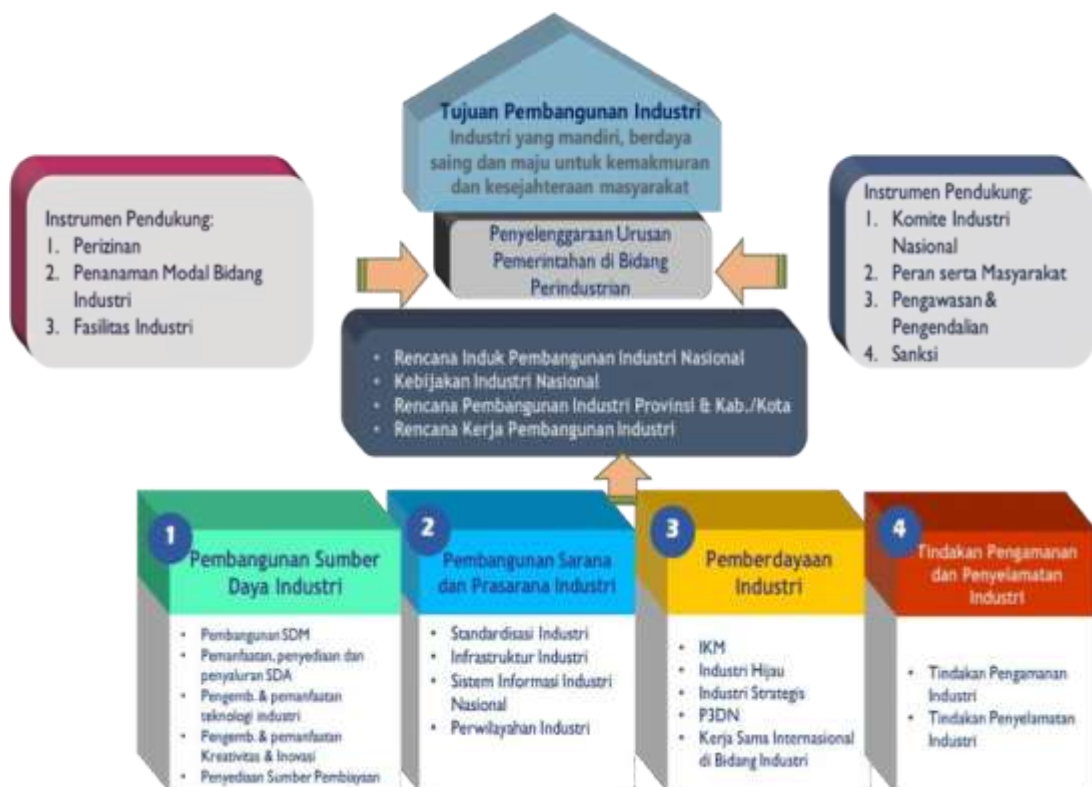 Tujuan Pembangunan Industri
Industri yang mandiri, berdaya
saing dan maju untuk kemakmuran
dan kesejahteraan masyarakat
Instrumen Pendukung:
1. Perizinan
2. Penanaman Modal Bidang
Industri
3. Fasilitas Industri
Penyelenggaraan Urusan
Pemerintahan di Bidang
Perindustrian
Instrumen Pendukung:
1. Komite Industri
Nasional
2. Peran serta Masyarakat
3. Pengawasan &
Pengendalian
4. Sanksi
• Rencana Induk Pembangunan Industri Nasional
• Kebijakan Industri Nasional
• Rencana Pembangunan Industri Provinsi & Kab./Kota
• Rencana Kerja Pembangunan Industri
1
Pembangunan Sumber
Daya Industri
• Pembangunan SDM
• Pemanfaatan, penyediaan dan
penyaluran SDA
• Pengemb. & pemanfaatan
teknologi industri
• Pengemb. & pemanfaatan
Kreativitas & Inovasi
• Penyediaan Sumber Pembiayaan
2
Pembangunan Sarana
dan Prasarana Industri
• Standardisasi Industri
• Infrastruktur Industri
• Sistem Informasi Industri
Nasional
• Perwilayahan Industri
3
Pemberdayaan
Industri
• IKM
• Industri Hijau
• Industri Strategis
• P3DN
• Kerja Sama Internasional
di Bidang Industri
4
Tindakan Pengamanan
dan Penyelamatan
Industri
• Tindakan Pengamanan
Industri
• Tindakan Penyelamatan
Industri